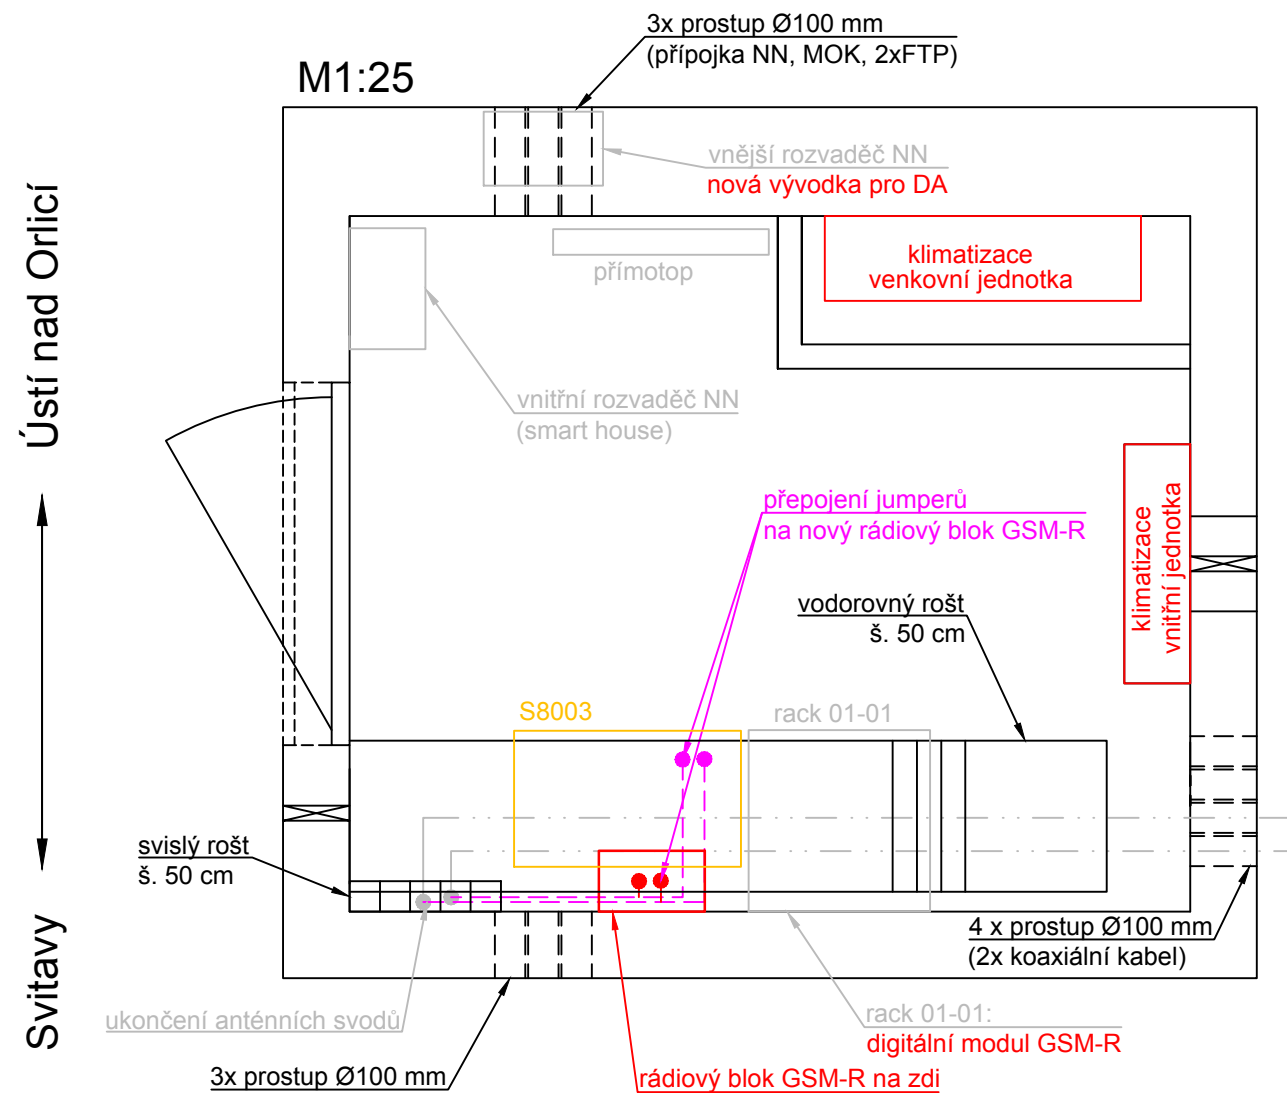 3x prostup Ø100 mm
(přípojka NN, MOK, 2xFTP)
M1:25
vnější rozvaděč NN
nová vývodka pro DA
Ústí nad Orlicí
klimatizace
venkovní jednotka
přímotop
vnitřní rozvaděč NN
(smart house)
přepojení jumperů
na nový rádiový blok GSM-R
klimatizace
vnitřní jednotka
vodorovný rošt
š. 50 cm
S8003
rack 01-01
svislý rošt
š. 50 cm
Svitavy
4 x prostup Ø100 mm
(2x koaxiální kabel)
ukončení anténních svodů
rack 01-01:
digitální modul GSM-R
3x prostup Ø100 mm
rádiový blok GSM-R na zdi